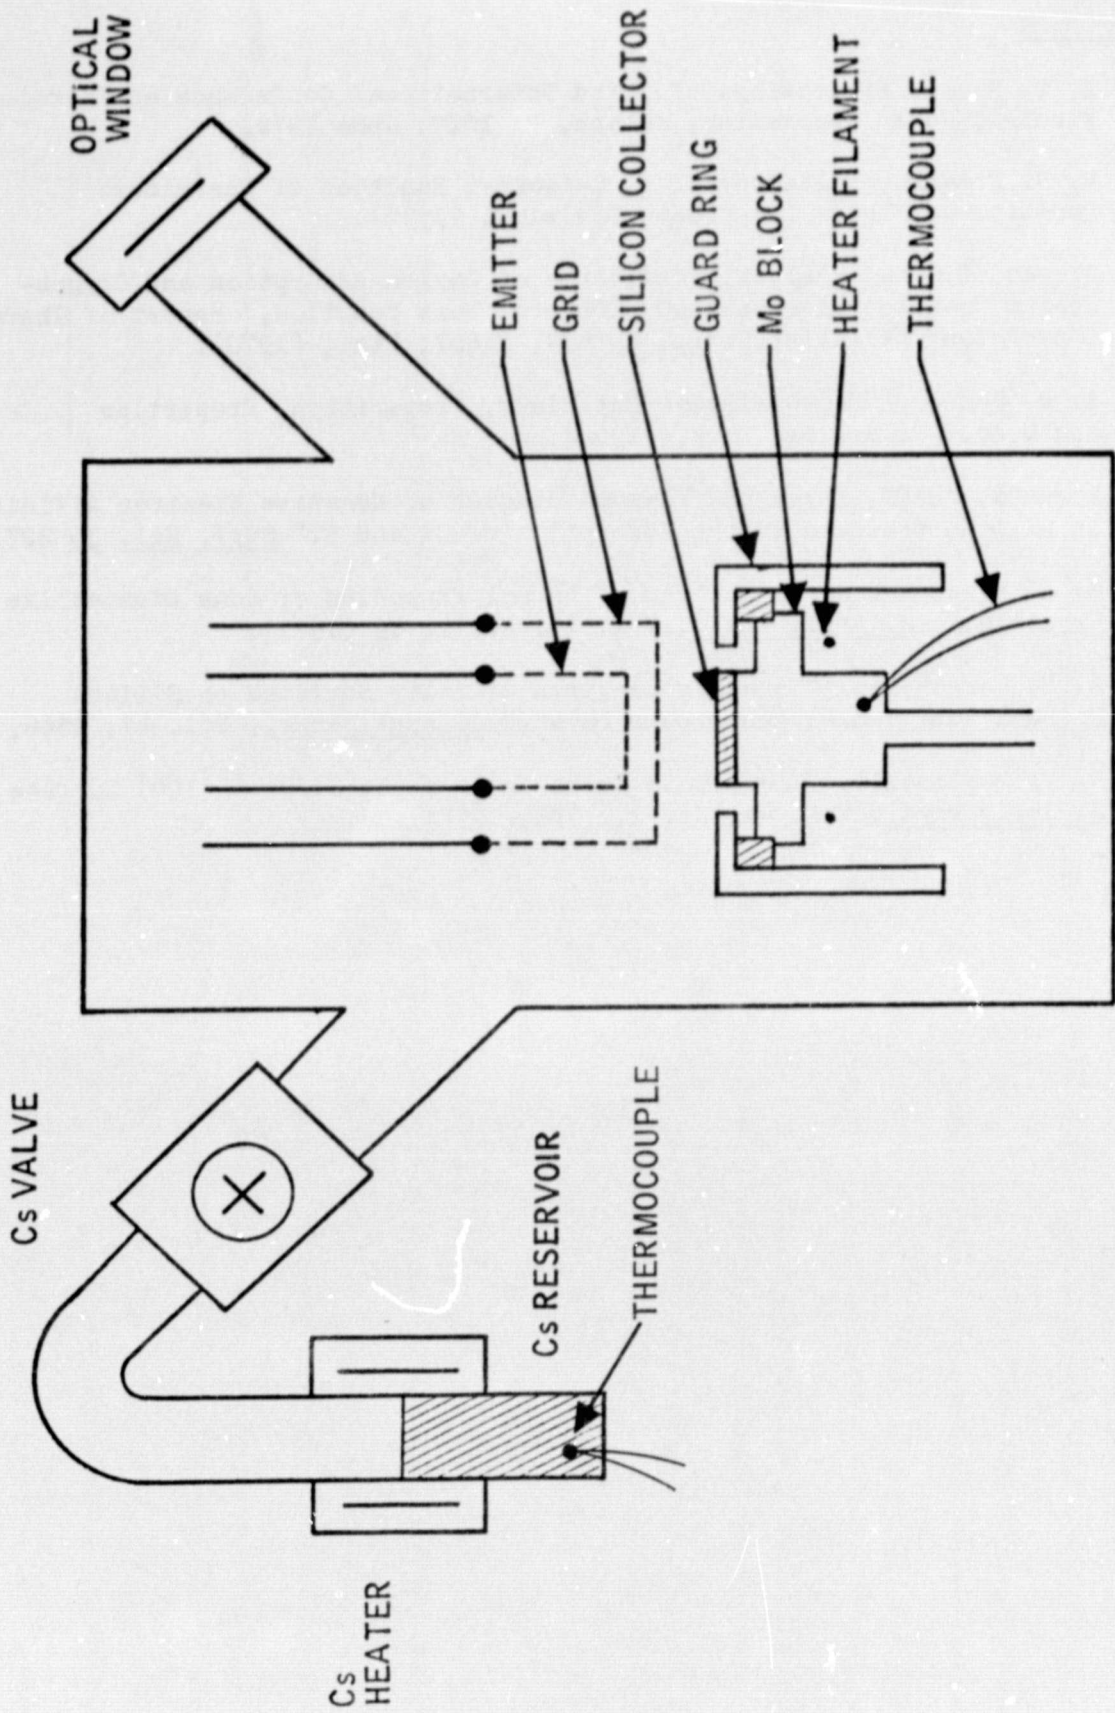 OPTICAL
WINDOW
EMITTER
GRID
SILICON COLLECTOR
GUARD RING
Mo BLOCK
HEATER FILAMENT
THERMOCOUPLE
Cs VALVE
Cs RESERVOIR
THERMOCOUPLE
Cs
HEATER